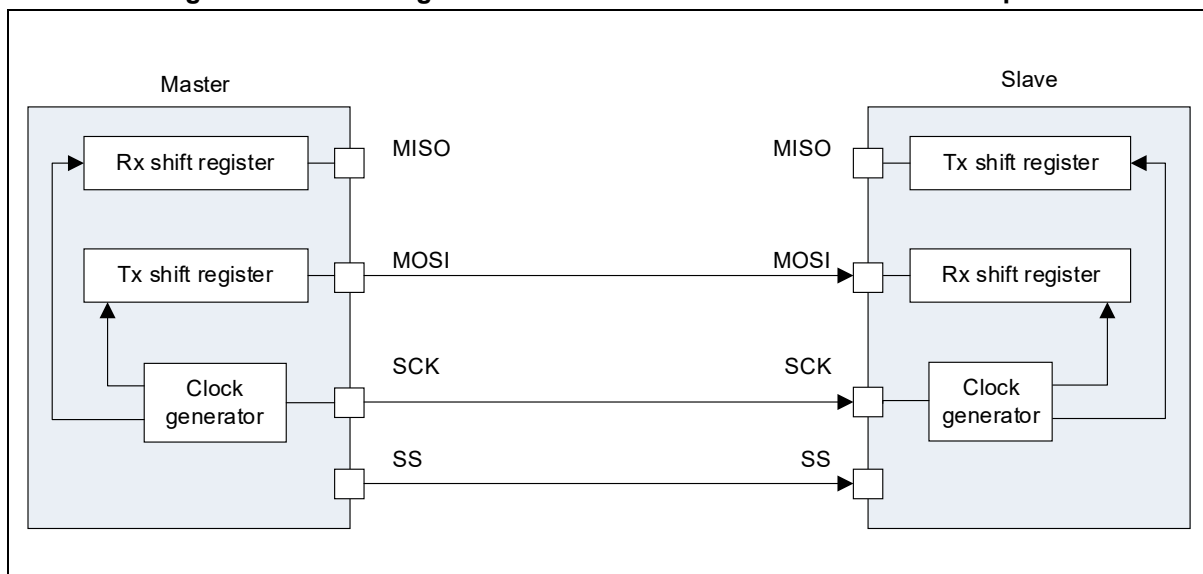 Master
Slave
Rx shift register
MISO
MISO
Tx shift register
Tx shift register
MOSI
MOSI
Rx shift register
Clock
generator
SCK
SCK
Clock
generator
SS
SS